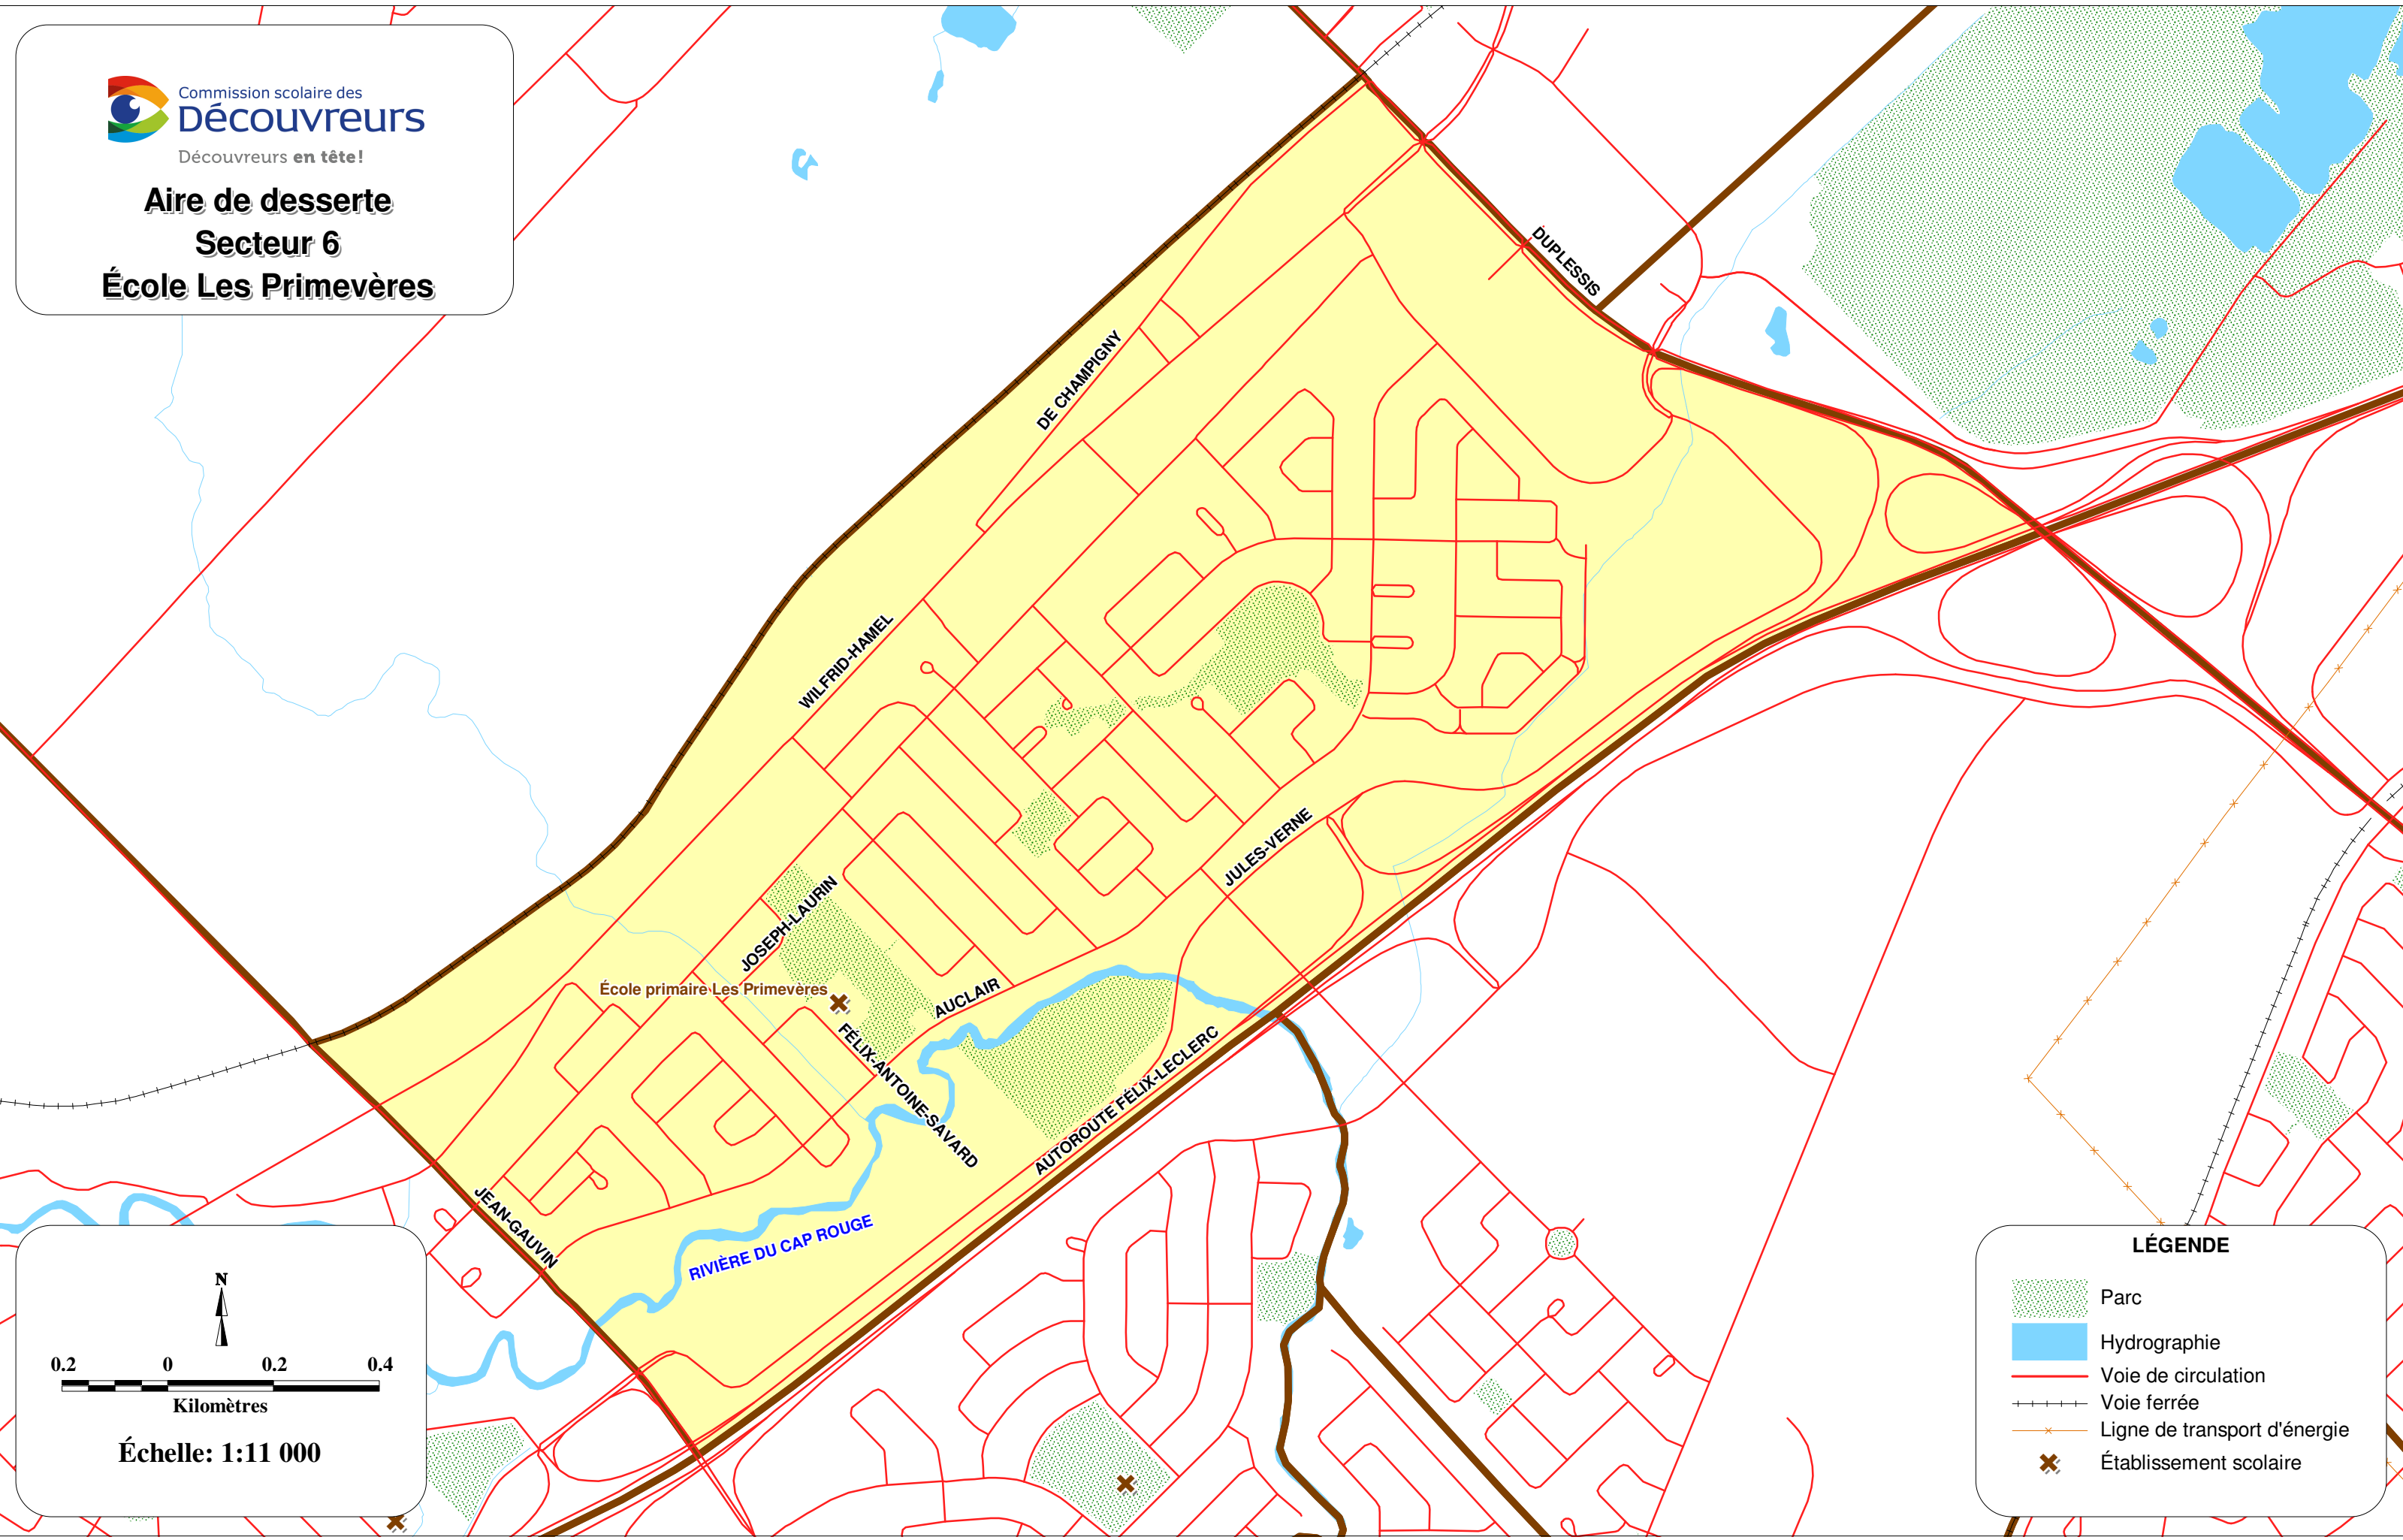 Commission scolaire des
Découvreurs
Découvreurs en tête!
Aire de desserte
Secteur 6
École Les Primevères
DUPLESSIS
DE CHAMPIGNY
WILFRID-HAMEL
JULES-VERNE
JOSEPH-LAURIN
École primaire Les Primevères
AUCLAIR
FÉLIX-ANTOINE-SAVARD
AUTOROUTE FÉLIX-LECLERC
JEAN-GAUVIN
RIVIÈRE DU CAP ROUGE
N
0.2 0 0.2 0.4
Kilomètres
Échelle: 1:11 000
LÉGENDE
Parc
Hydrographie
Voie de circulation
Voie ferrée
Ligne de transport d'énergie
Établissement scolaire